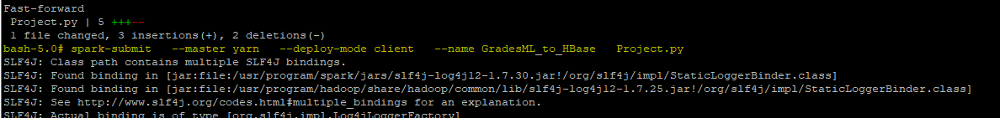 Fast-forward
 Project.py | 5 +++--
 1 file changed, 3 insertions(+), 2 deletions(-)
bash-5.0# spark-submit   --master yarn   --deploy-mode client   --name GradesML_to_HBase   Project.py
SLF4J: Class path contains multiple SLF4J bindings.
SLF4J: Found binding in [jar:file:/usr/program/spark/jars/slf4j-log4j12-1.7.30.jar!/org/slf4j/impl/StaticLoggerBinder.class]
SLF4J: Found binding in [jar:file:/usr/program/hadoop/share/hadoop/common/lib/slf4j-log4j12-1.7.25.jar!/org/slf4j/impl/StaticLoggerBinder.class]
SLF4J: See http://www.slf4j.org/codes.html#multiple_bindings for an explanation.
SLF4J: Actual binding is of type [org.slf4j.impl.Log4jLoggerFactory]